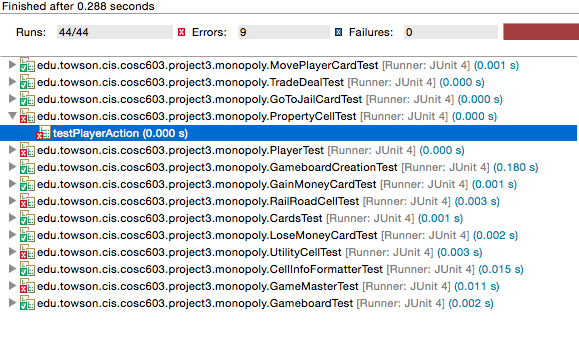 Finished after 0.288 seconds
Runs: 44/44 Errors: 9 Failures: 0
edu.towson.cis.cosc603.project3.monopoly.MovePlayerCardTest [Runner: JUnit 4] (0.001 s)
edu.towson.cis.cosc603.project3.monopoly.TradeDealTest [Runner: JUnit 4] (0.000 s)
edu.towson.cis.cosc603.project3.monopoly.GoToJailCardTest [Runner: JUnit 4] (0.000 s)
edu.towson.cis.cosc603.project3.monopoly.PropertyCellTest [Runner: JUnit 4] (0.000 s)
testPlayerAction (0.000 s)
edu.towson.cis.cosc603.project3.monopoly.PlayerTest [Runner: JUnit 4] (0.000 s)
edu.towson.cis.cosc603.project3.monopoly.GameboardCreationTest [Runner: JUnit 4] (0.180 s)
edu.towson.cis.cosc603.project3.monopoly.GainMoneyCardTest [Runner: JUnit 4] (0.001 s)
edu.towson.cis.cosc603.project3.monopoly.RailRoadCellTest [Runner: JUnit 4] (0.003 s)
edu.towson.cis.cosc603.project3.monopoly.CardsTest [Runner: JUnit 4] (0.001 s)
edu.towson.cis.cosc603.project3.monopoly.LoseMoneyCardTest [Runner: JUnit 4] (0.002 s)
edu.towson.cis.cosc603.project3.monopoly.UtilityCellTest [Runner: JUnit 4] (0.003 s)
edu.towson.cis.cosc603.project3.monopoly.CellInfoFormatterTest [Runner: JUnit 4] (0.015 s)
edu.towson.cis.cosc603.project3.monopoly.GameMasterTest [Runner: JUnit 4] (0.011 s)
edu.towson.cis.cosc603.project3.monopoly.GameboardTest [Runner: JUnit 4] (0.002 s)